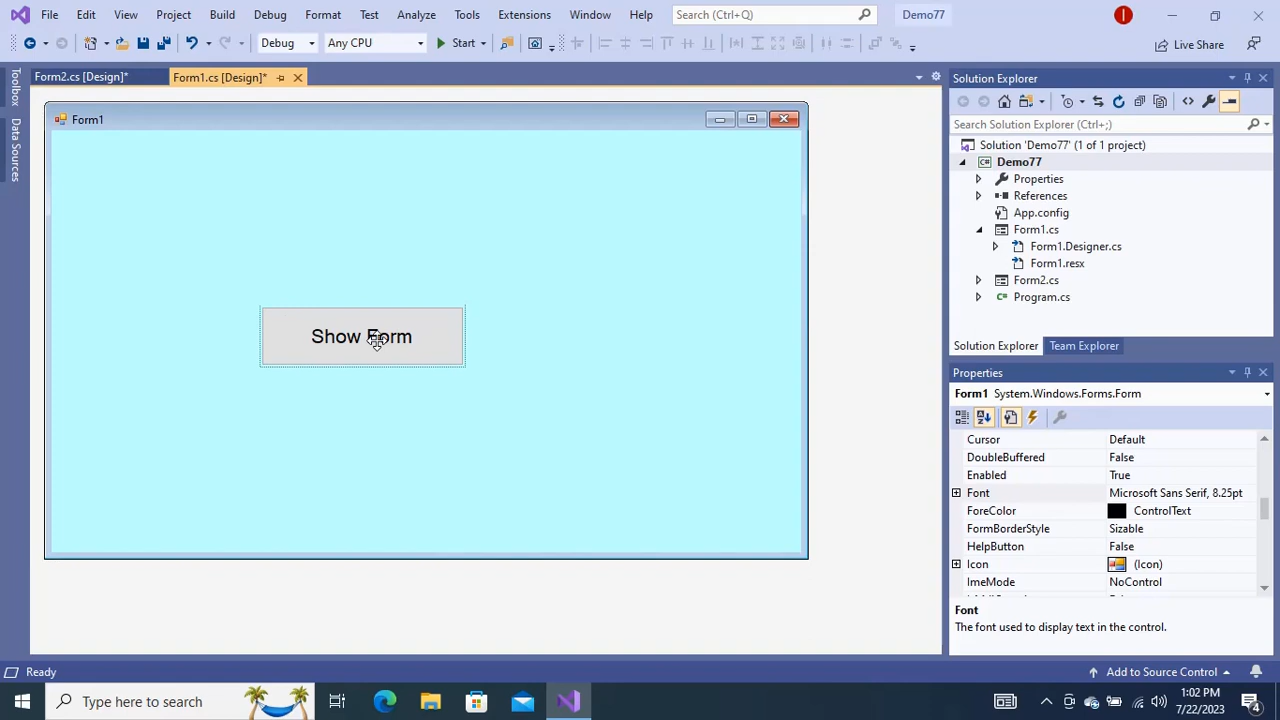 File Edit View Project Build Debug Format Test Analyze Tools Extensions Window Help Search (Ctrl+Q) Demo77
Debug Any CPU Start Live Share
Form2.cs [Design]* Form1.cs [Design]*
Toolbox
Data Sources
Form1
Show Form
Solution Explorer
Search Solution Explorer (Ctrl+;)
Solution 'Demo77' (1 of 1 project)
Demo77
Properties
References
App.config
Form1.cs
Form1.Designer.cs
Form1.resx
Form2.cs
Program.cs
Solution Explorer Team Explorer
Properties
Form1 System.Windows.Forms.Form
Cursor Default
DoubleBuffered False
Enabled True
Font Microsoft Sans Serif, 8.25pt
ForeColor ControlText
FormBorderStyle Sizable
HelpButton False
Icon (Icon)
ImeMode NoControl
Font
The font used to display text in the control.
Ready Add to Source Control
Type here to search
1:02 PM
7/22/2023
4